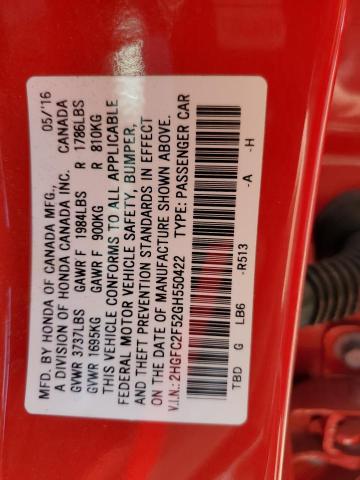 MFD. BY HONDA OF CANADA MFG., 05/'16
A DIVISION OF HONDA CANADA INC. CANADA
GVWR 3737LBS GAWR F 1984LBS R 1786LBS
GVWR 1695KG GAWR F 900KG R 810KG
THIS VEHICLE CONFORMS TO ALL APPLICABLE
FEDERAL MOTOR VEHICLE SAFETY, BUMPER,
AND THEFT PREVENTION STANDARDS IN EFFECT
ON THE DATE OF MANUFACTURE SHOWN ABOVE.
V.I.N.: 2HGFC2F52GH550422 TYPE: PASSENGER CAR
TBD G LB6 -R513 -A -H